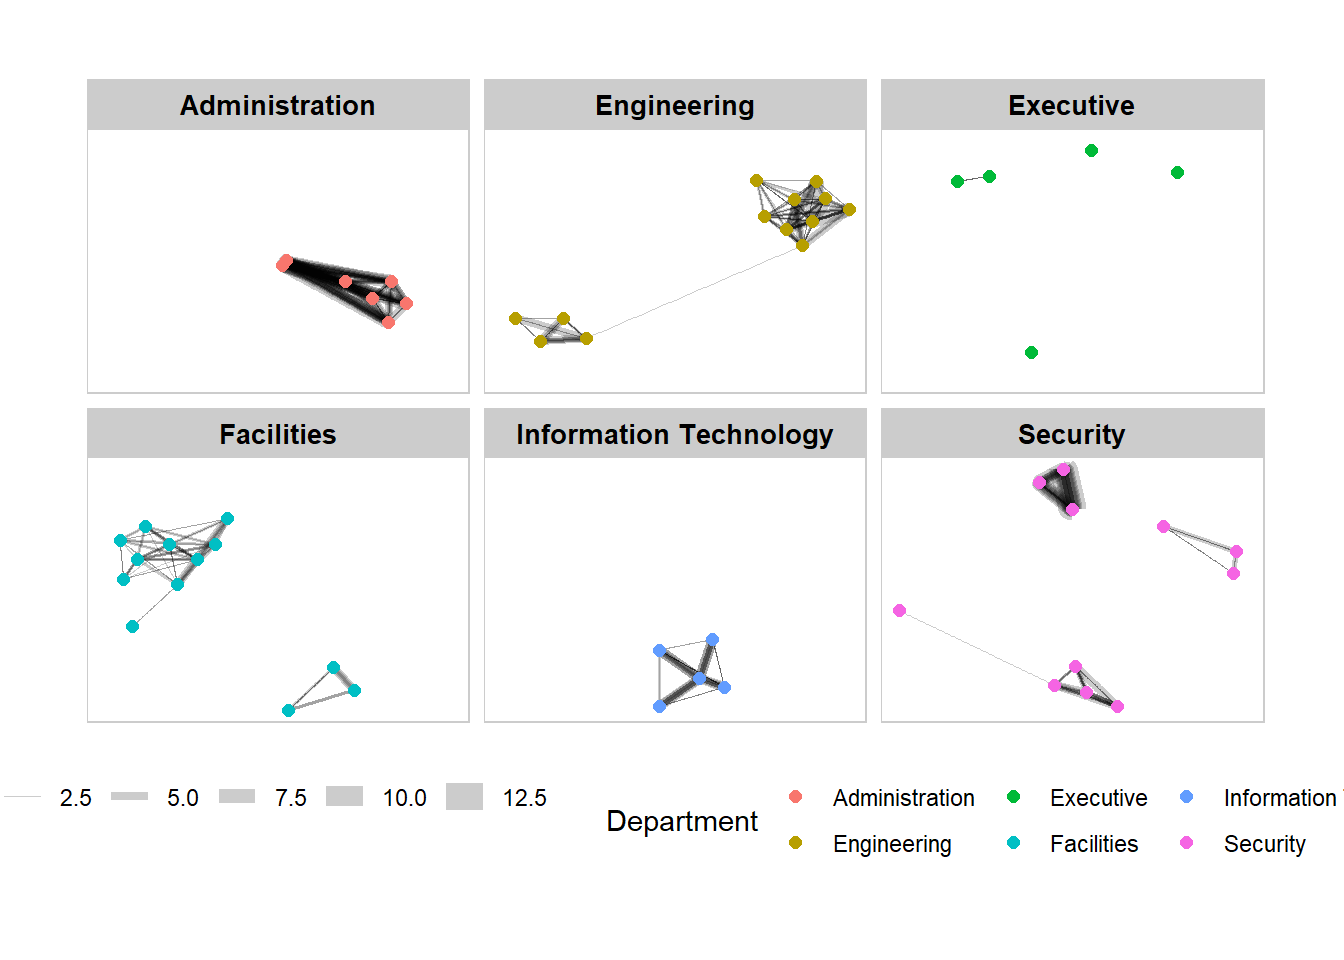 Administration
Engineering
Executive
Facilities
Information Technology
Security
2.5 5.0 7.5 10.0 12.5
Department
Administration Executive Information
Engineering Facilities Security